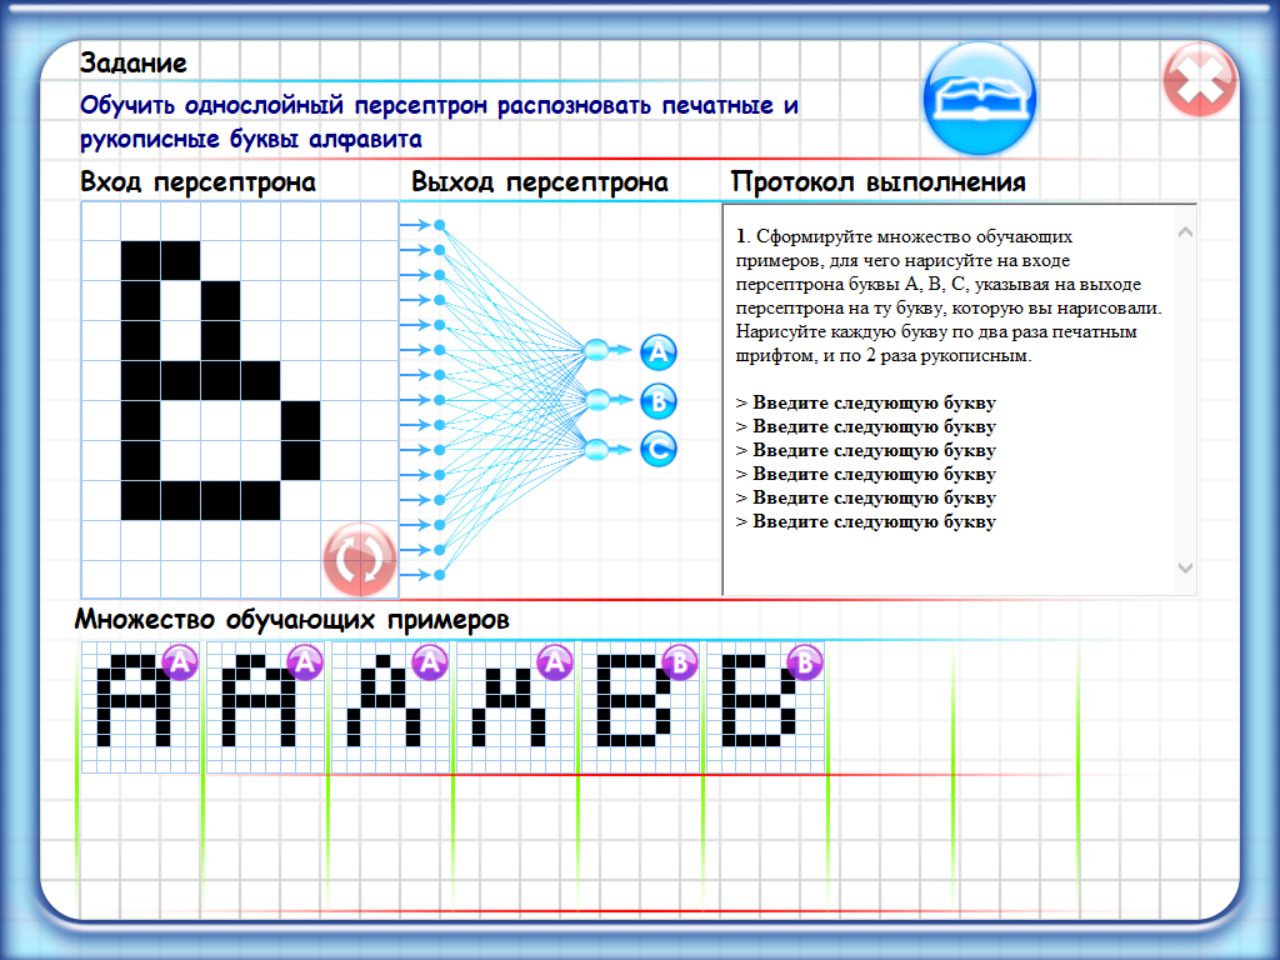 Задание
Обучить однослойный персептрон распозновать печатные и
рукописные буквы алфавита
Вход персептрона
Выход персептрона
Протокол выполнения
A
B
C
1. Сформируйте множество обучающих
примеров, для чего нарисуйте на входе
персептрона буквы А, В, С, указывая на выходе
персептрона на ту букву, которую вы нарисовали.
Нарисуйте каждую букву по два раза печатным
шрифтом, и по 2 раза рукописным.
> Введите следующую букву
> Введите следующую букву
> Введите следующую букву
> Введите следующую букву
> Введите следующую букву
> Введите следующую букву
Множество обучающих примеров
A A A A B B